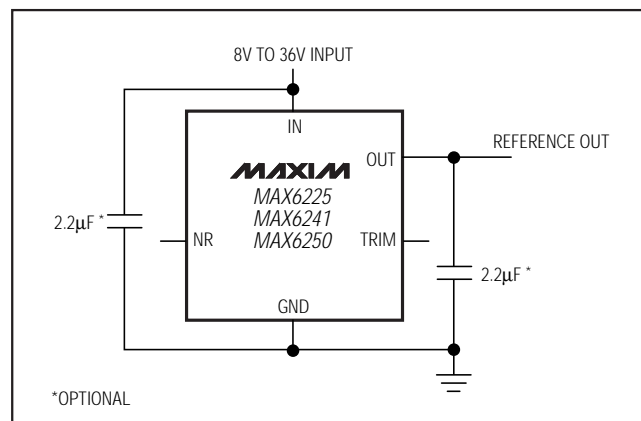 8V TO 36V INPUT
IN
OUT
REFERENCE OUT
MAXIM
MAX6225
MAX6241
MAX6250
2.2μF *
NR
TRIM
2.2μF *
GND
*OPTIONAL